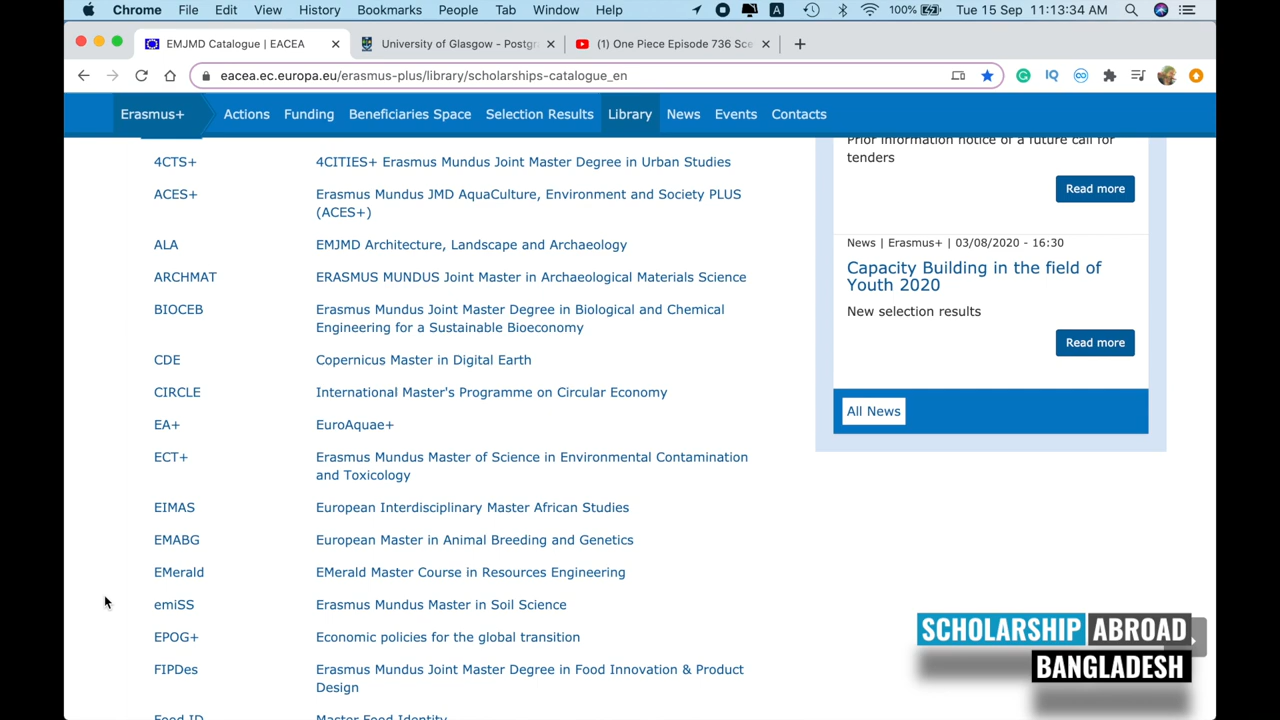 Chrome File Edit View History Bookmarks People Tab Window Help A 100% Tue 15 Sep 11:13:34 AM
EMJMD Catalogue | EACEA University of Glasgow - Postgr (1) One Piece Episode 736 Sce
eacea.ec.europa.eu/erasmus-plus/library/scholarships-catalogue_en IQ
Erasmus+ Actions Funding Beneficiaries Space Selection Results Library News Events Contacts
4CTS+ 4CITIES+ Erasmus Mundus Joint Master Degree in Urban Studies
ACES+ Erasmus Mundus JMD AquaCulture, Environment and Society PLUS
(ACES+)
ALA EMJMD Architecture, Landscape and Archaeology
ARCHMAT ERASMUS MUNDUS Joint Master in Archaeological Materials Science
BIOCEB Erasmus Mundus Joint Master Degree in Biological and Chemical
Engineering for a Sustainable Bioeconomy
CDE Copernicus Master in Digital Earth
CIRCLE International Master's Programme on Circular Economy
EA+ EuroAquae+
ECT+ Erasmus Mundus Master of Science in Environmental Contamination
and Toxicology
EIMAS European Interdisciplinary Master African Studies
EMABG European Master in Animal Breeding and Genetics
EMerald EMerald Master Course in Resources Engineering
emiSS Erasmus Mundus Master in Soil Science
EPOG+ Economic policies for the global transition
FIPDes Erasmus Mundus Joint Master Degree in Food Innovation & Product
Design
Food ID Master Food Identity
Prior information notice of a future call for
tenders
Read more
News | Erasmus+ | 03/08/2020 - 16:30
Capacity Building in the field of
Youth 2020
New selection results
Read more
All News
SCHOLARSHIP ABROAD
BANGLADESH